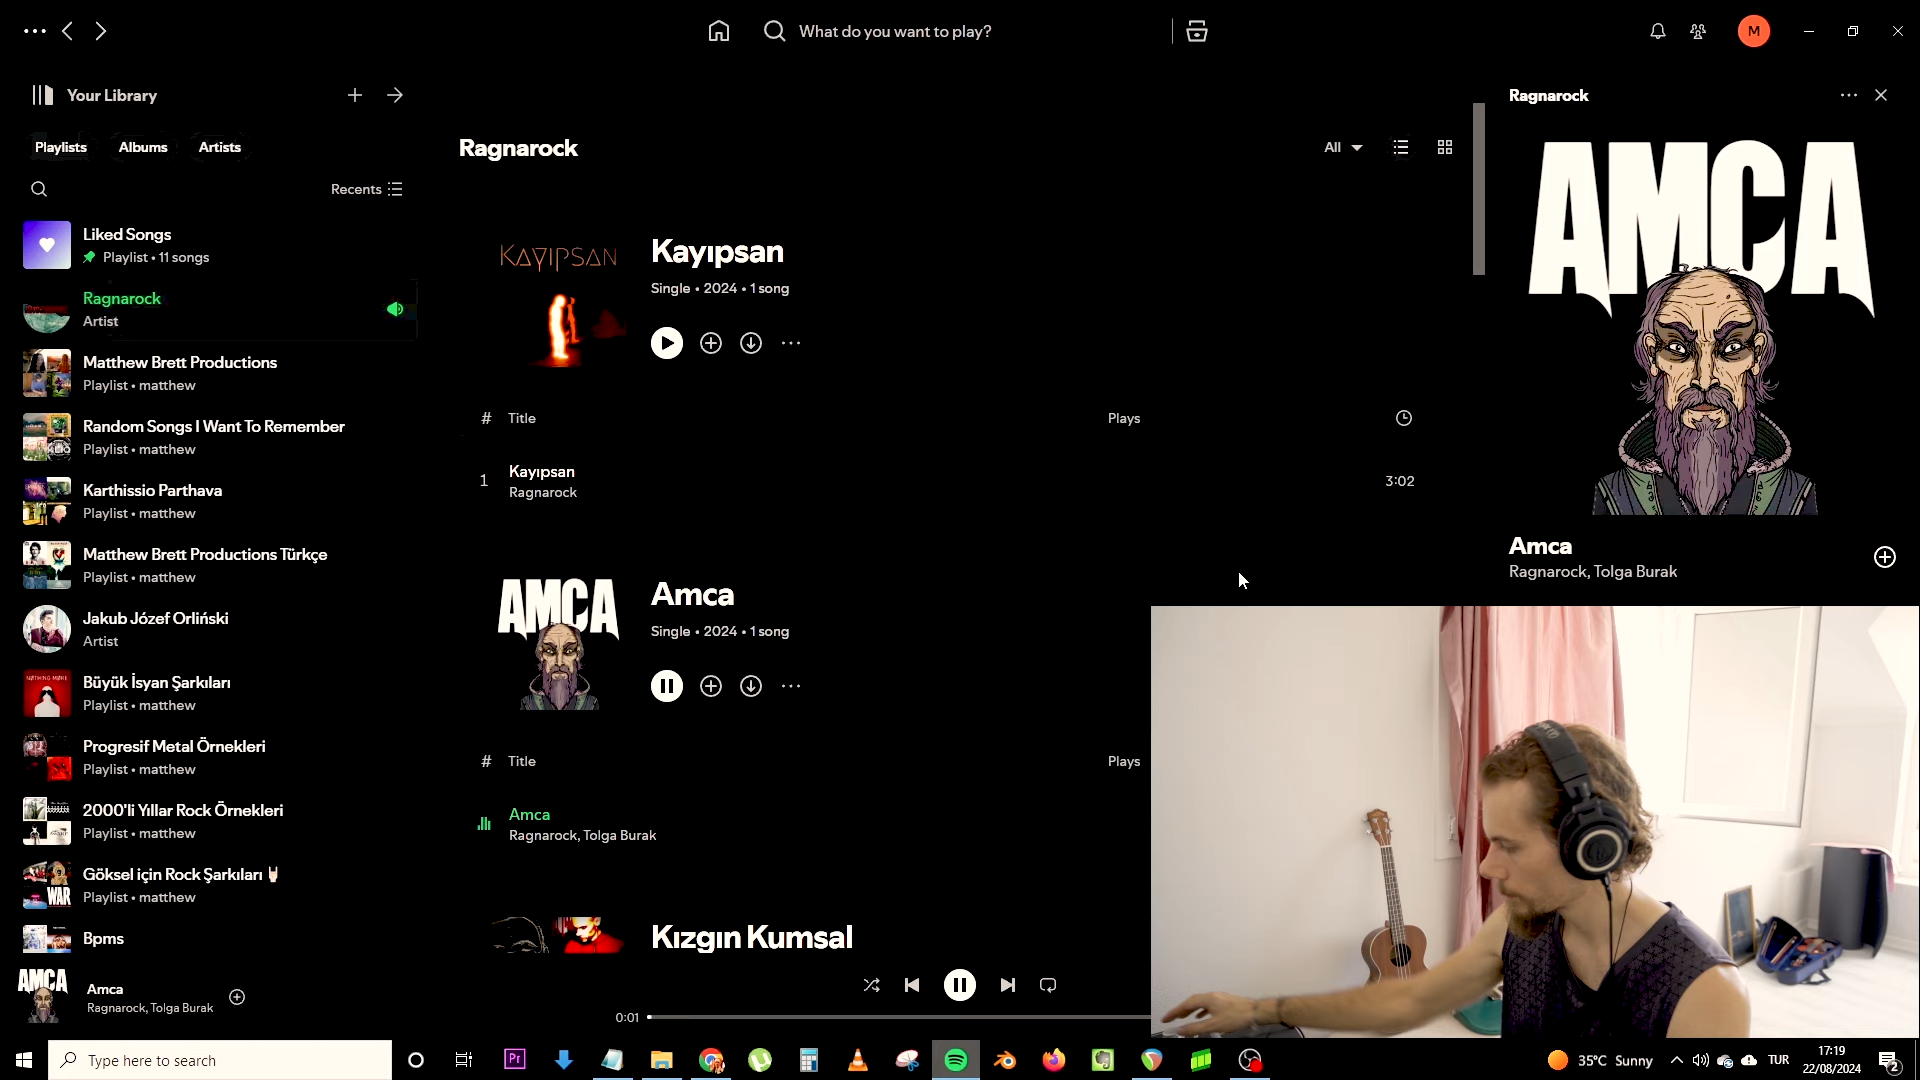 What do you want to play?
M
Your Library
Playlists
Albums
Artists
Recents
Liked Songs
Playlist • 11 songs
Ragnarock
Artist
Matthew Brett Productions
Playlist • matthew
Random Songs I Want To Remember
Playlist • matthew
Karthissio Parthava
Playlist • matthew
Matthew Brett Productions Türkçe
Playlist • matthew
Jakub Józef Orliński
Artist
Büyük İsyan Şarkıları
Playlist • matthew
Progresif Metal Örnekleri
Playlist • matthew
2000'li Yıllar Rock Örnekleri
Playlist • matthew
WAR
Göksel için Rock Şarkıları 🤘🏻
Playlist • matthew
Bpms
AMCA
Amca
Ragnarock, Tolga Burak
Ragnarock
All
KAYIPSAN
Kayıpsan
Single • 2024 • 1 song
# Title Plays
1 Kayıpsan 3:02
Ragnarock
AMCA
Amca
Single • 2024 • 1 song
# Title Plays
Amca
Ragnarock, Tolga Burak
Kızgın Kumsal
0:01
Ragnarock
AMCA
Amca
Ragnarock, Tolga Burak
Type here to search
Pr
35°C Sunny
TUR
17:19
22/08/2024
2